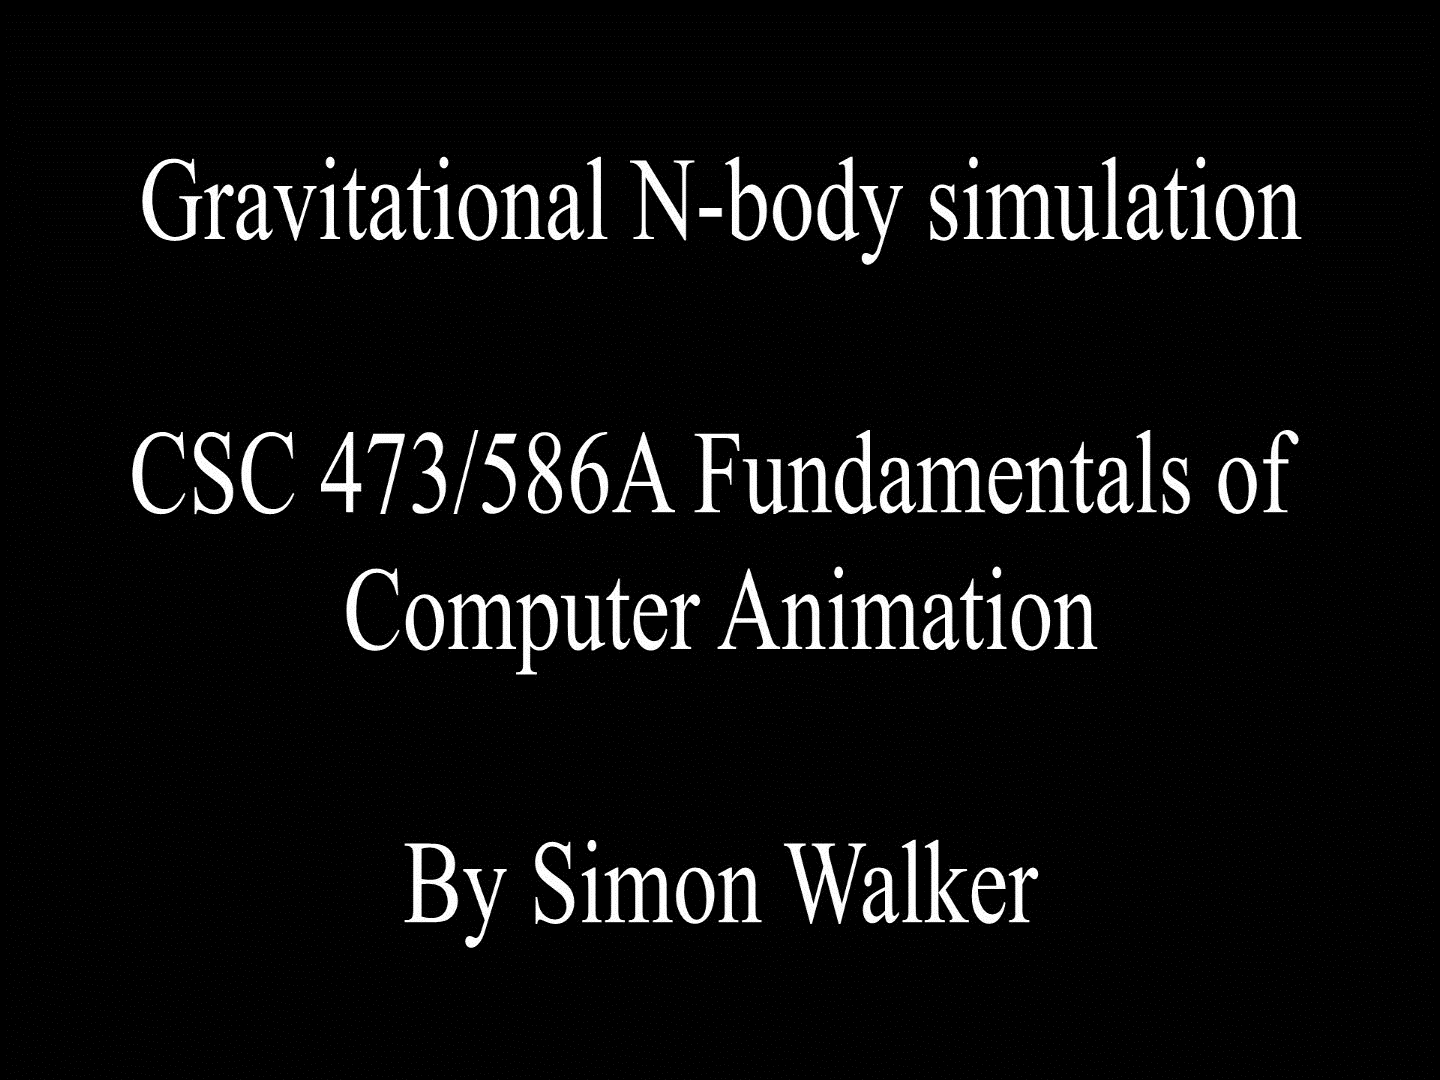 Gravitational N-body simulation
CSC 473/586A Fundamentals of
Computer Animation
By Simon Walker